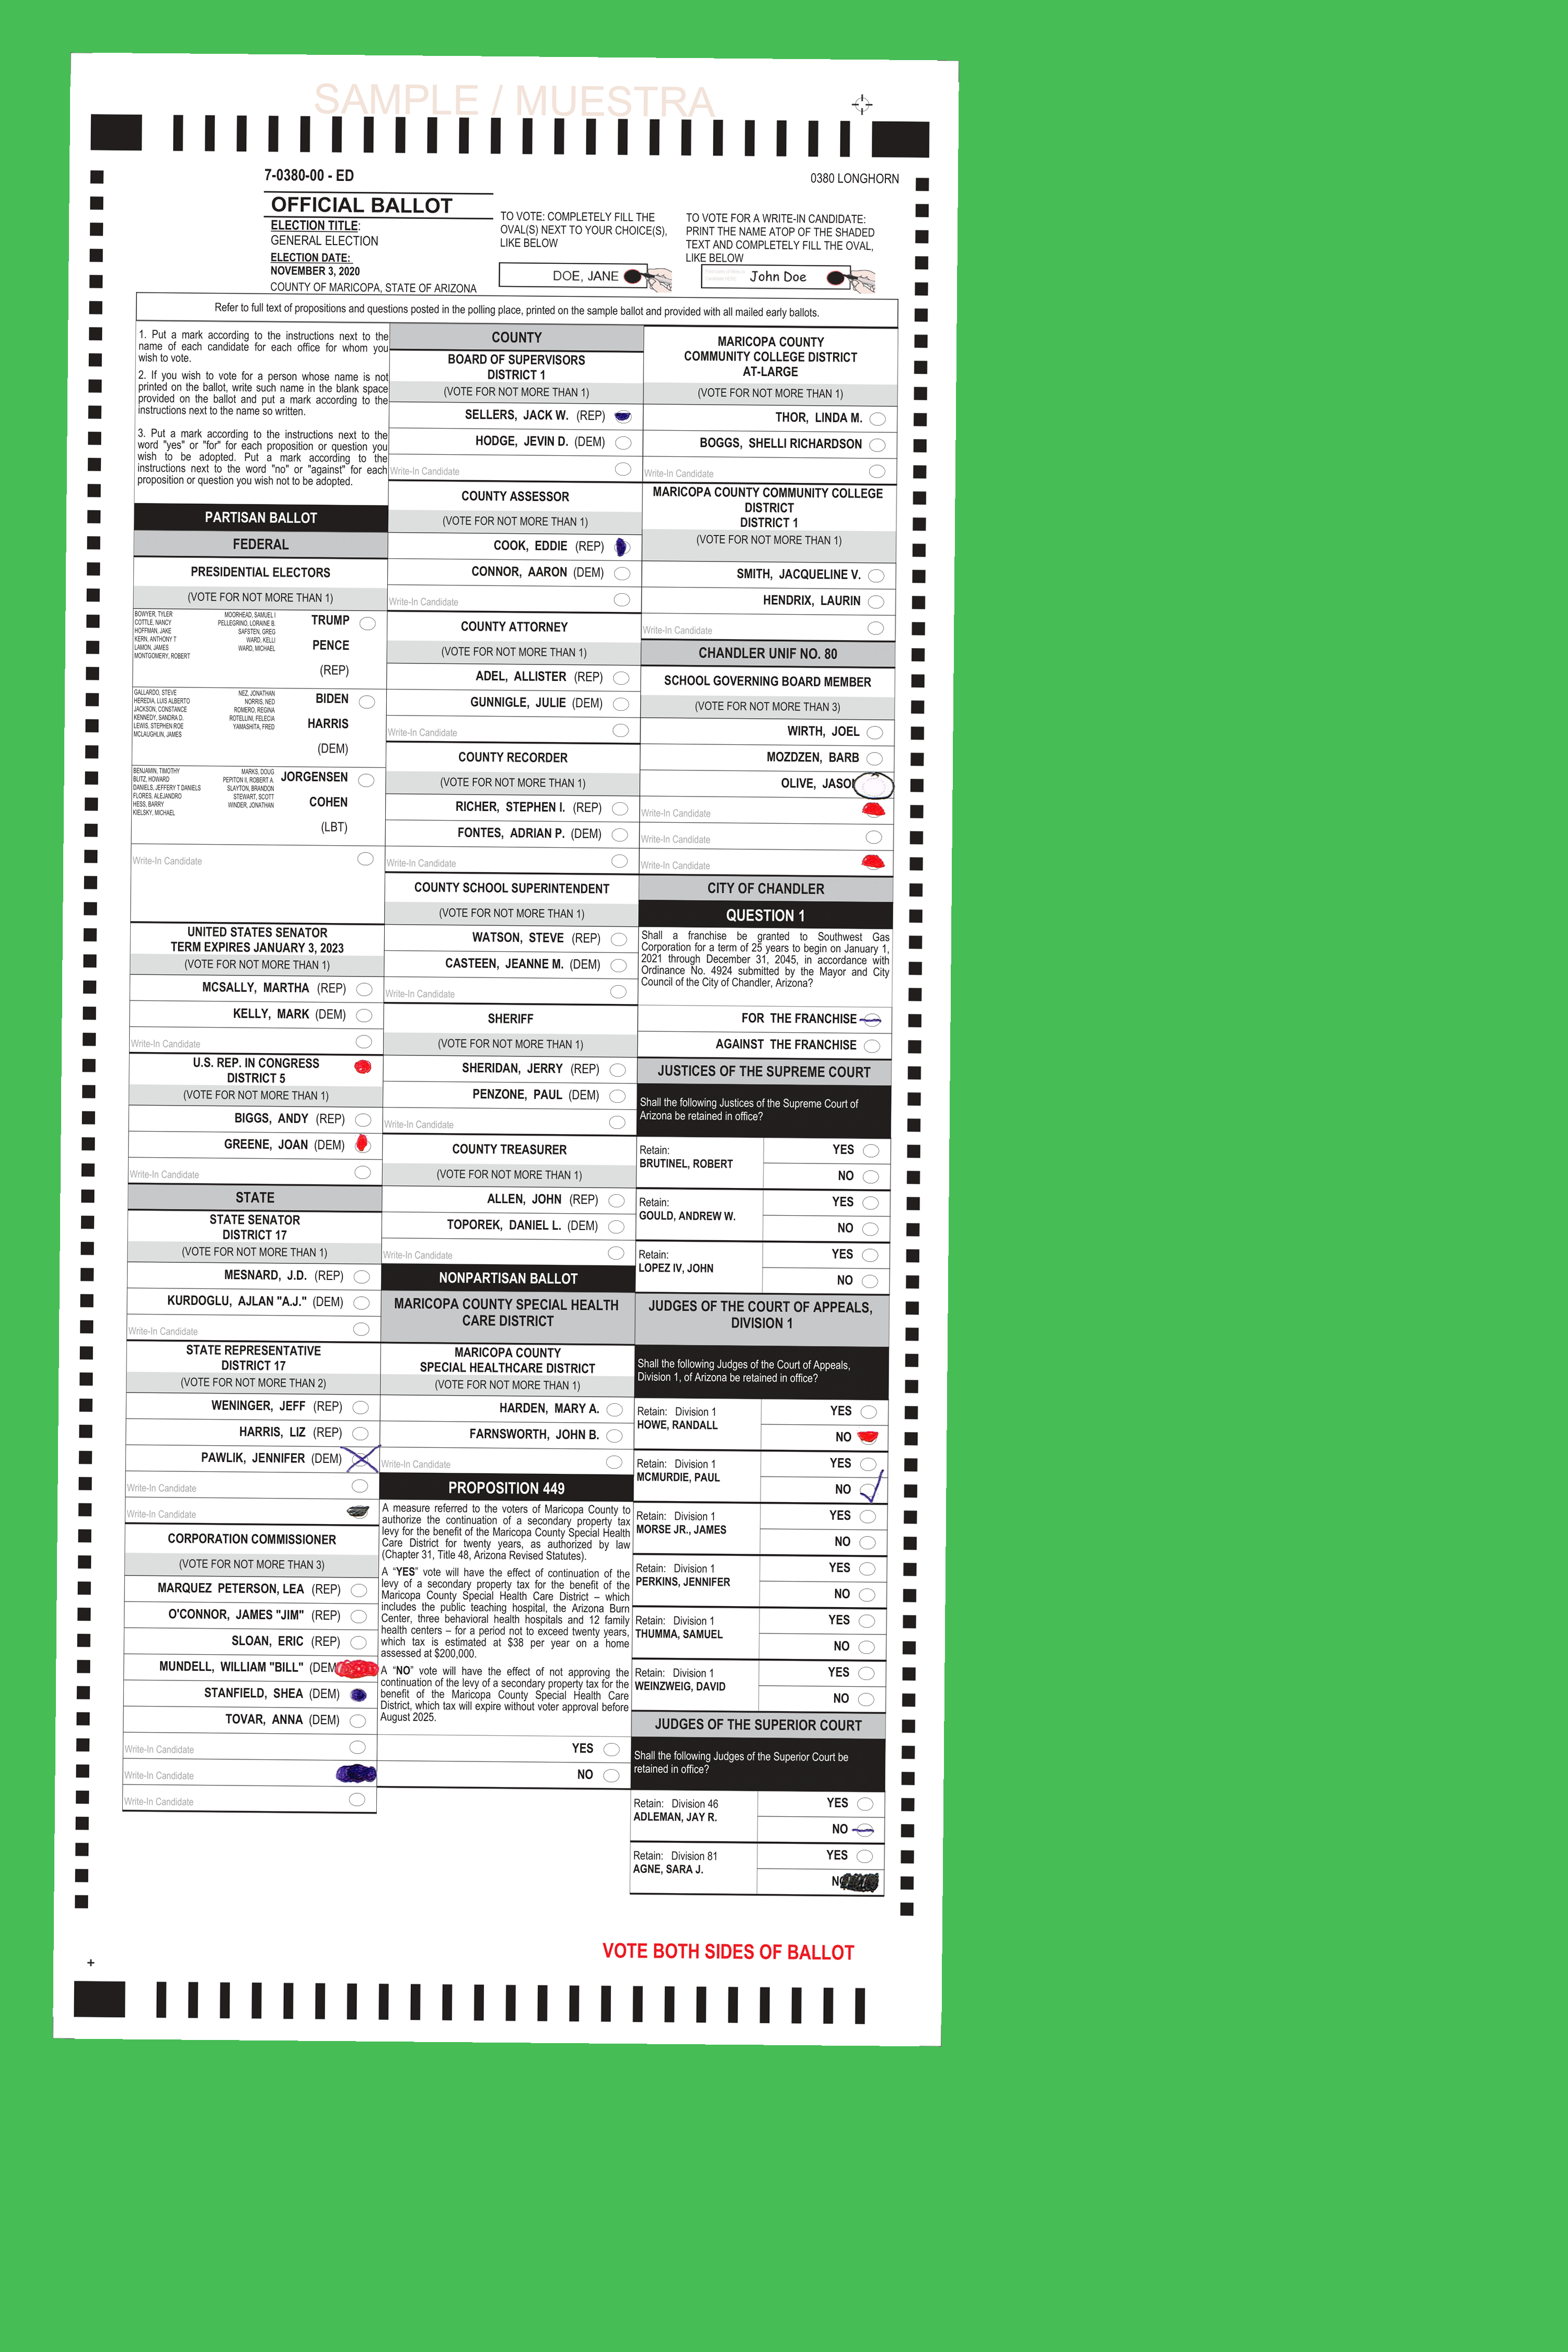 SAMPLE / MUESTRA
7-0380-00 - ED
0380 LONGHORN
OFFICIAL BALLOT
ELECTION TITLE:
GENERAL ELECTION
ELECTION DATE:
NOVEMBER 3, 2020
COUNTY OF MARICOPA, STATE OF ARIZONA
TO VOTE: COMPLETELY FILL THE
OVAL(S) NEXT TO YOUR CHOICE(S),
LIKE BELOW
DOE, JANE
TO VOTE FOR A WRITE-IN CANDIDATE:
PRINT THE NAME ATOP OF THE SHADED
TEXT AND COMPLETELY FILL THE OVAL,
LIKE BELOW
John Doe
Refer to full text of propositions and questions posted in the polling place, printed on the sample ballot and provided with all mailed early ballots.
1. Put a mark according to the instructions next to the
name of each candidate for each office for whom you
wish to vote.
2. If you wish to vote for a person whose name is not
printed on the ballot, write such name in the blank space
provided on the ballot and put a mark according to the
instructions next to the name so written.
3. Put a mark according to the instructions next to the
word "yes" or "for" for each proposition or question you
wish to be adopted. Put a mark according to the
instructions next to the word "no" or "against" for each
proposition or question you wish not to be adopted.
PARTISAN BALLOT
FEDERAL
PRESIDENTIAL ELECTORS
(VOTE FOR NOT MORE THAN 1)
BOWYER, TYLER
COTTLE, NANCY
HOFFMAN, JAKE
KERN, ANTHONY T
LAMON, JAMES
MONTGOMERY, ROBERT
MOORHEAD, SAMUEL I
PELLEGRINO, LORAINE B.
SAFSTEN, GREG
WARD, KELLI
WARD, MICHAEL
TRUMP
PENCE
(REP)
GALLARDO, STEVE
HEREDIA, LUIS ALBERTO
JACKSON, CONSTANCE
KENNEDY, SANDRA D.
LEWIS, STEPHEN ROE
MCLAUGHLIN, JAMES
NEZ, JONATHAN
NORRIS, NED
ROMERO, REGINA
ROTELLINI, FELECIA
YAMASHITA, FRED
BIDEN
HARRIS
(DEM)
BENJAMIN, TIMOTHY
BLITZ, HOWARD
DANIELS, JEFFERY T DANIELS
FLORES, ALEJANDRO
HESS, BARRY
KIELSKY, MICHAEL
MARKS, DOUG
PEPITON II, ROBERT A.
SLAYTON, BRANDON
STEWART, SCOTT
WINDER, JONATHAN
JORGENSEN
COHEN
(LBT)
Write-In Candidate
UNITED STATES SENATOR
TERM EXPIRES JANUARY 3, 2023
(VOTE FOR NOT MORE THAN 1)
MCSALLY, MARTHA (REP)
KELLY, MARK (DEM)
Write-In Candidate
U.S. REP. IN CONGRESS
DISTRICT 5
(VOTE FOR NOT MORE THAN 1)
BIGGS, ANDY (REP)
GREENE, JOAN (DEM)
Write-In Candidate
STATE
STATE SENATOR
DISTRICT 17
(VOTE FOR NOT MORE THAN 1)
MESNARD, J.D. (REP)
KURDOGLU, AJLAN "A.J." (DEM)
Write-In Candidate
STATE REPRESENTATIVE
DISTRICT 17
(VOTE FOR NOT MORE THAN 2)
WENINGER, JEFF (REP)
HARRIS, LIZ (REP)
PAWLIK, JENNIFER (DEM)
Write-In Candidate
Write-In Candidate
CORPORATION COMMISSIONER
(VOTE FOR NOT MORE THAN 3)
MARQUEZ PETERSON, LEA (REP)
O'CONNOR, JAMES "JIM" (REP)
SLOAN, ERIC (REP)
MUNDELL, WILLIAM "BILL" (DEM
STANFIELD, SHEA (DEM)
TOVAR, ANNA (DEM)
Write-In Candidate
Write-In Candidate
Write-In Candidate
COUNTY
BOARD OF SUPERVISORS
DISTRICT 1
(VOTE FOR NOT MORE THAN 1)
SELLERS, JACK W. (REP)
HODGE, JEVIN D. (DEM)
Write-In Candidate
COUNTY ASSESSOR
(VOTE FOR NOT MORE THAN 1)
COOK, EDDIE (REP)
CONNOR, AARON (DEM)
Write-In Candidate
COUNTY ATTORNEY
(VOTE FOR NOT MORE THAN 1)
ADEL, ALLISTER (REP)
GUNNIGLE, JULIE (DEM)
Write-In Candidate
COUNTY RECORDER
(VOTE FOR NOT MORE THAN 1)
RICHER, STEPHEN I. (REP)
FONTES, ADRIAN P. (DEM)
Write-In Candidate
COUNTY SCHOOL SUPERINTENDENT
(VOTE FOR NOT MORE THAN 1)
WATSON, STEVE (REP)
CASTEEN, JEANNE M. (DEM)
Write-In Candidate
SHERIFF
(VOTE FOR NOT MORE THAN 1)
SHERIDAN, JERRY (REP)
PENZONE, PAUL (DEM)
Write-In Candidate
COUNTY TREASURER
(VOTE FOR NOT MORE THAN 1)
ALLEN, JOHN (REP)
TOPOREK, DANIEL L. (DEM)
Write-In Candidate
NONPARTISAN BALLOT
MARICOPA COUNTY SPECIAL HEALTH
CARE DISTRICT
MARICOPA COUNTY
SPECIAL HEALTHCARE DISTRICT
(VOTE FOR NOT MORE THAN 1)
HARDEN, MARY A.
FARNSWORTH, JOHN B.
Write-In Candidate
PROPOSITION 449
A measure referred to the voters of Maricopa County to
authorize the continuation of a secondary property tax
levy for the benefit of the Maricopa County Special Health
Care District for twenty years, as authorized by law
(Chapter 31, Title 48, Arizona Revised Statutes).
A “YES” vote will have the effect of continuation of the
levy of a secondary property tax for the benefit of the
Maricopa County Special Health Care District – which
includes the public teaching hospital, the Arizona Burn
Center, three behavioral health hospitals and 12 family
health centers – for a period not to exceed twenty years,
which tax is estimated at $38 per year on a home
assessed at $200,000.
A “NO” vote will have the effect of not approving the
continuation of the levy of a secondary property tax for the
benefit of the Maricopa County Special Health Care
District, which tax will expire without voter approval before
August 2025.
YES
NO
MARICOPA COUNTY
COMMUNITY COLLEGE DISTRICT
AT-LARGE
(VOTE FOR NOT MORE THAN 1)
THOR, LINDA M.
BOGGS, SHELLI RICHARDSON
Write-In Candidate
MARICOPA COUNTY COMMUNITY COLLEGE
DISTRICT
DISTRICT 1
(VOTE FOR NOT MORE THAN 1)
SMITH, JACQUELINE V.
HENDRIX, LAURIN
Write-In Candidate
CHANDLER UNIF NO. 80
SCHOOL GOVERNING BOARD MEMBER
(VOTE FOR NOT MORE THAN 3)
WIRTH, JOEL
MOZDZEN, BARB
OLIVE, JASON
Write-In Candidate
Write-In Candidate
Write-In Candidate
CITY OF CHANDLER
QUESTION 1
Shall a franchise be granted to Southwest Gas
Corporation for a term of 25 years to begin on January 1,
2021 through December 31, 2045, in accordance with
Ordinance No. 4924 submitted by the Mayor and City
Council of the City of Chandler, Arizona?
FOR THE FRANCHISE
AGAINST THE FRANCHISE
JUSTICES OF THE SUPREME COURT
Shall the following Justices of the Supreme Court of
Arizona be retained in office?
Retain:
BRUTINEL, ROBERT
YES
NO
Retain:
GOULD, ANDREW W.
YES
NO
Retain:
LOPEZ IV, JOHN
YES
NO
JUDGES OF THE COURT OF APPEALS,
DIVISION 1
Shall the following Judges of the Court of Appeals,
Division 1, of Arizona be retained in office?
Retain: Division 1
HOWE, RANDALL
YES
NO
Retain: Division 1
MCMURDIE, PAUL
YES
NO
Retain: Division 1
MORSE JR., JAMES
YES
NO
Retain: Division 1
PERKINS, JENNIFER
YES
NO
Retain: Division 1
THUMMA, SAMUEL
YES
NO
Retain: Division 1
WEINZWEIG, DAVID
YES
NO
JUDGES OF THE SUPERIOR COURT
Shall the following Judges of the Superior Court be
retained in office?
Retain: Division 46
ADLEMAN, JAY R.
YES
NO
Retain: Division 81
AGNE, SARA J.
YES
NO
VOTE BOTH SIDES OF BALLOT